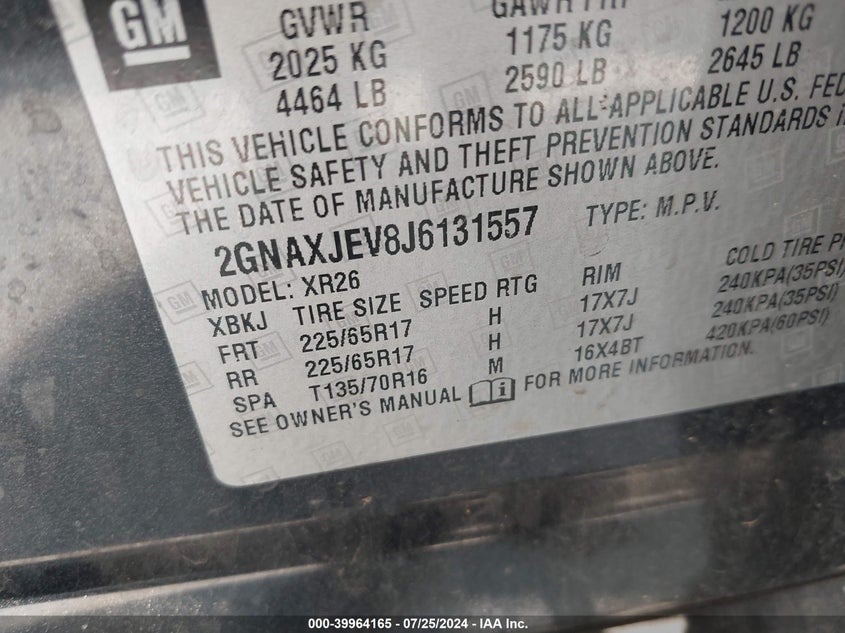 GM
GVWR GAWR FRT
2025 KG 1175 KG 1200 KG
4464 LB 2590 LB 2645 LB
THIS VEHICLE CONFORMS TO ALL APPLICABLE U.S. FED
VEHICLE SAFETY AND THEFT PREVENTION STANDARDS I
THE DATE OF MANUFACTURE SHOWN ABOVE.
2GNAXJEV8J6131557 TYPE: M.P.V.
MODEL: XR26
XBKJ TIRE SIZE SPEED RTG RIM COLD TIRE P
FRT 225/65R17 H 17X7J 240KPA(35PSI)
RR 225/65R17 H 17X7J 240KPA(35PSI)
SPA T135/70R16 M 16X4BT 420KPA(60PSI)
SEE OWNER'S MANUAL i FOR MORE INFORMATION.
000-39964165 - 07/25/2024 - IAA Inc.